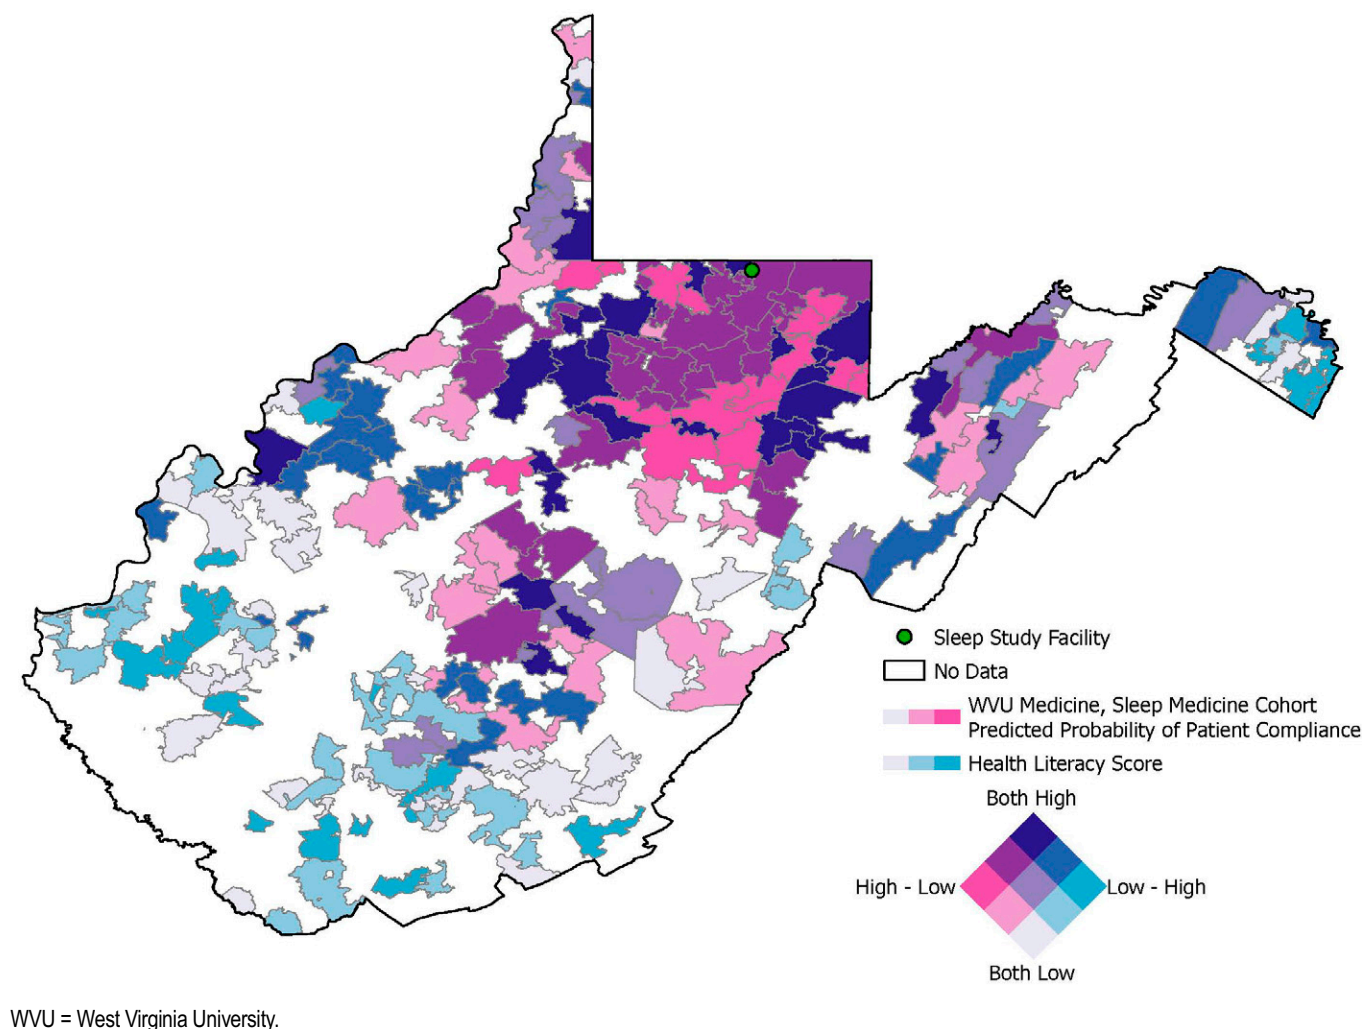 Sleep Study Facility
No Data
WVU Medicine, Sleep Medicine Cohort
Predicted Probability of Patient Compliance
Health Literacy Score
Both High
High - Low
Low - High
Both Low
WVU = West Virginia University.